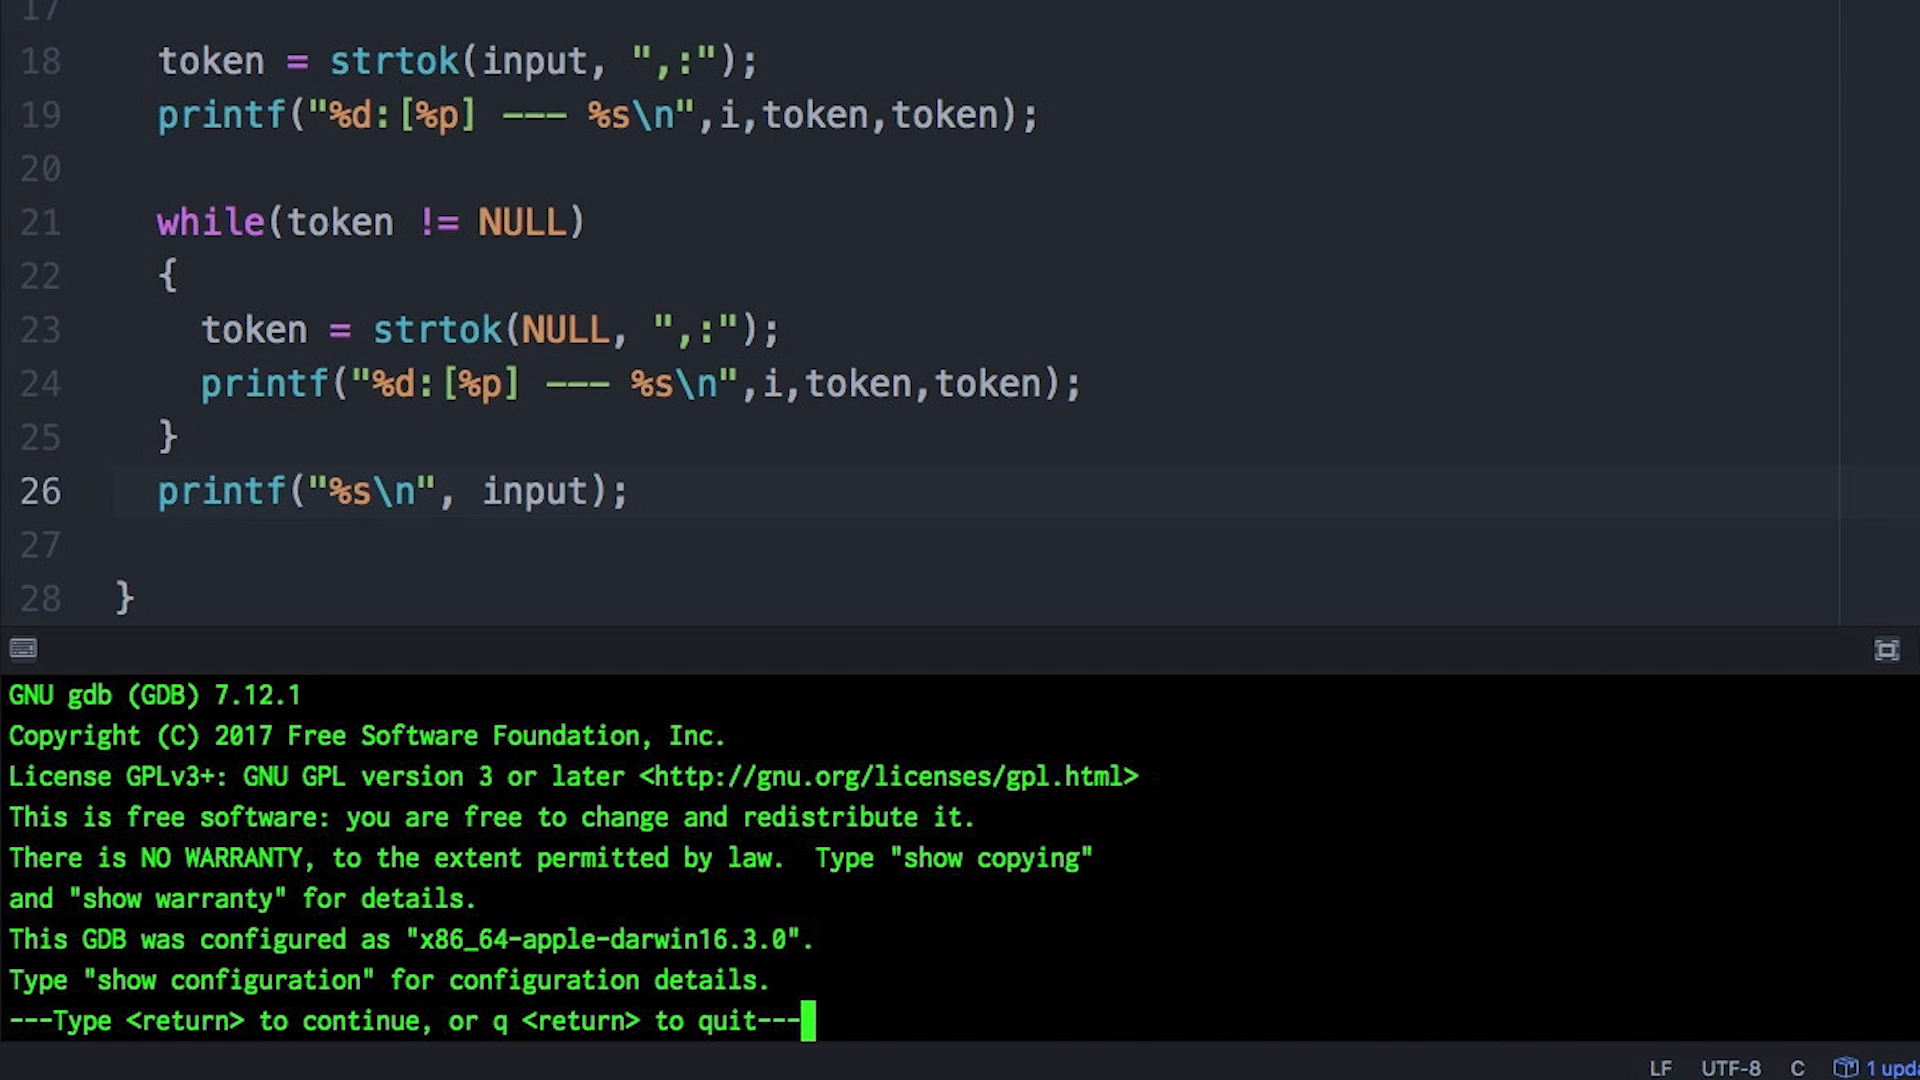 17
18 token = strtok(input, ",:");
19 printf("%d:[%p] --- %s\n",i,token,token);
20
21 while(token != NULL)
22 {
23 token = strtok(NULL, ",:");
24 printf("%d:[%p] --- %s\n",i,token,token);
25 }
26 printf("%s\n", input);
27
28 }
GNU gdb (GDB) 7.12.1
Copyright (C) 2017 Free Software Foundation, Inc.
License GPLv3+: GNU GPL version 3 or later <http://gnu.org/licenses/gpl.html>
This is free software: you are free to change and redistribute it.
There is NO WARRANTY, to the extent permitted by law.  Type "show copying"
and "show warranty" for details.
This GDB was configured as "x86_64-apple-darwin16.3.0".
Type "show configuration" for configuration details.
---Type <return> to continue, or q <return> to quit---
LF UTF-8 C 1 upda